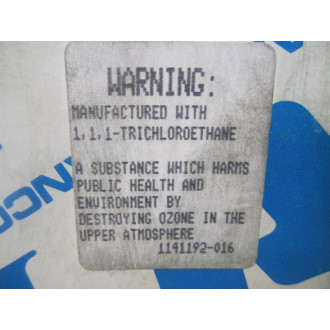 WARNING:
MANUFACTURED WITH
1,1,1-TRICHLOROETHANE
A SUBSTANCE WHICH HARMS
PUBLIC HEALTH AND
ENVIRONMENT BY
DESTROYING OZONE IN THE
UPPER ATMOSPHERE
1141192-016